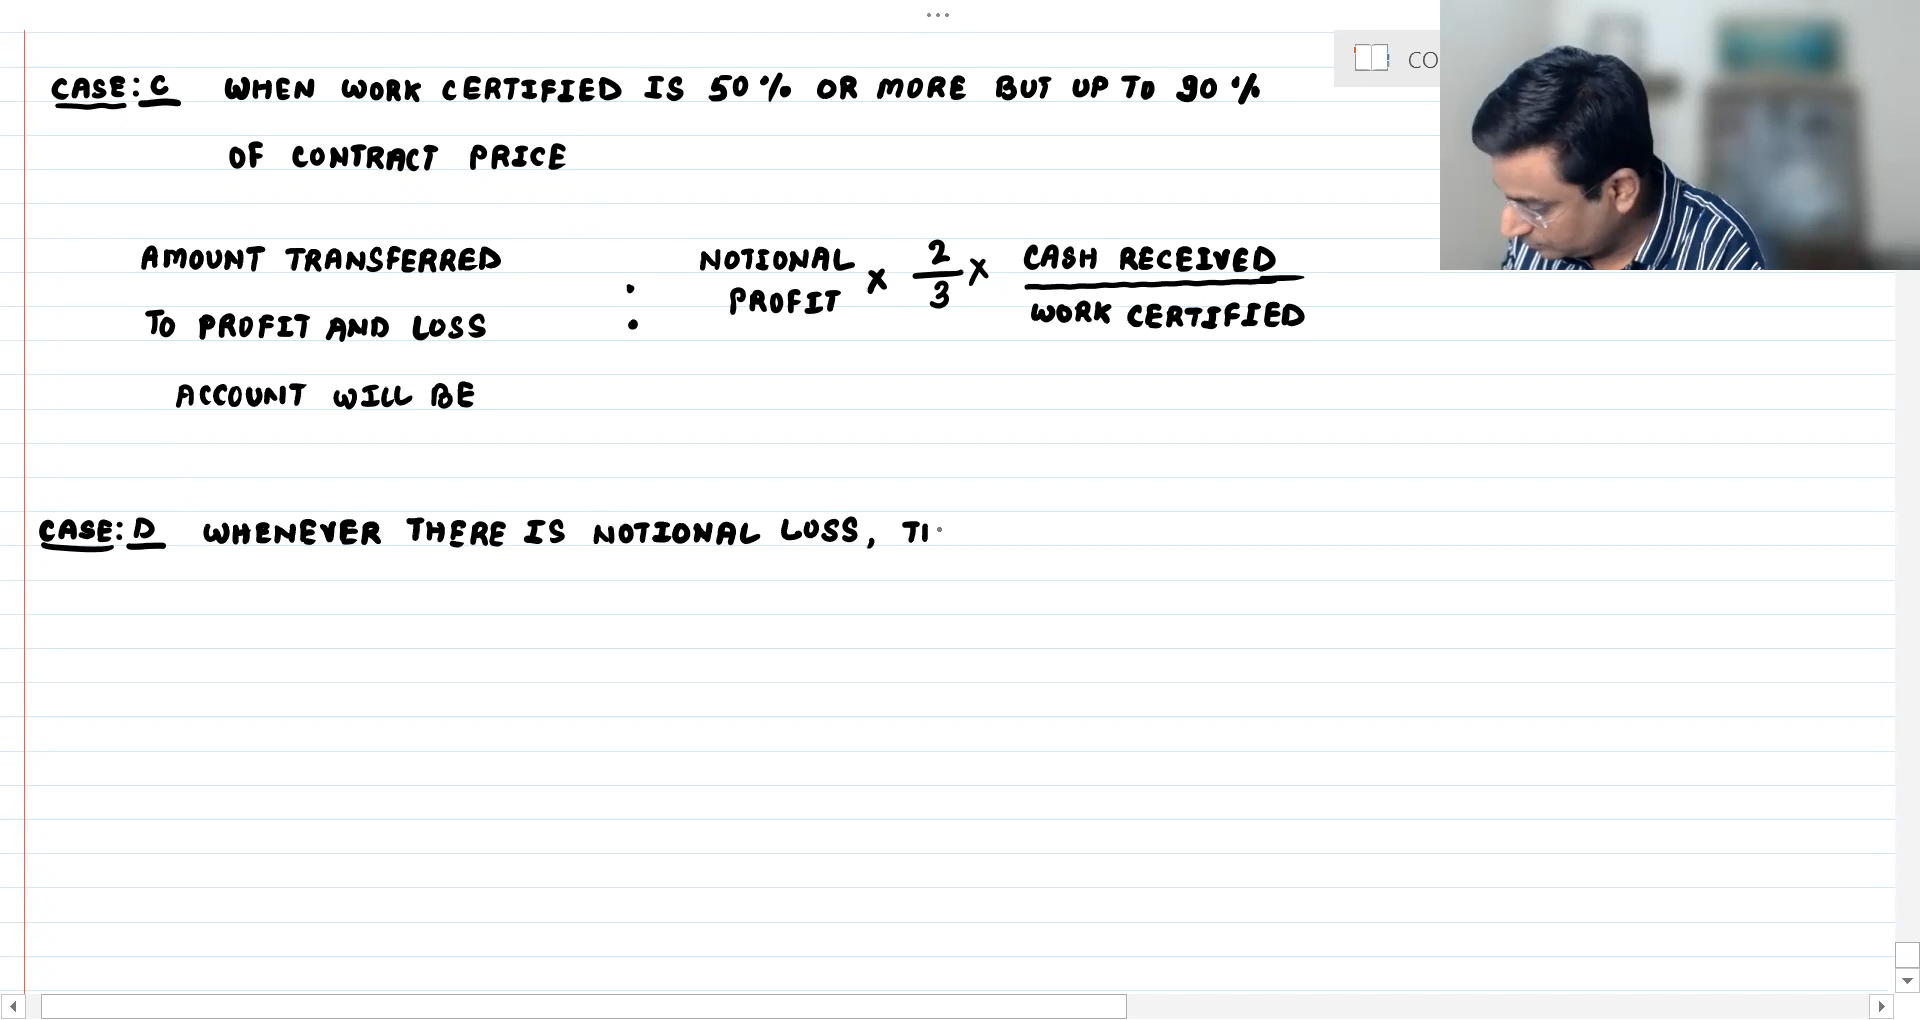 CASE: C WHEN WORK CERTIFIED IS 50% OR MORE BUT UP TO 90%
OF CONTRACT PRICE
CO
AMOUNT TRANSFERRED
TO PROFIT AND LOSS
ACCOUNT WILL BE
:
NOTIONAL
PROFIT
x 2/3 x
CASH RECEIVED
WORK CERTIFIED
CASE: D WHENEVER THERE IS NOTIONAL LOSS,